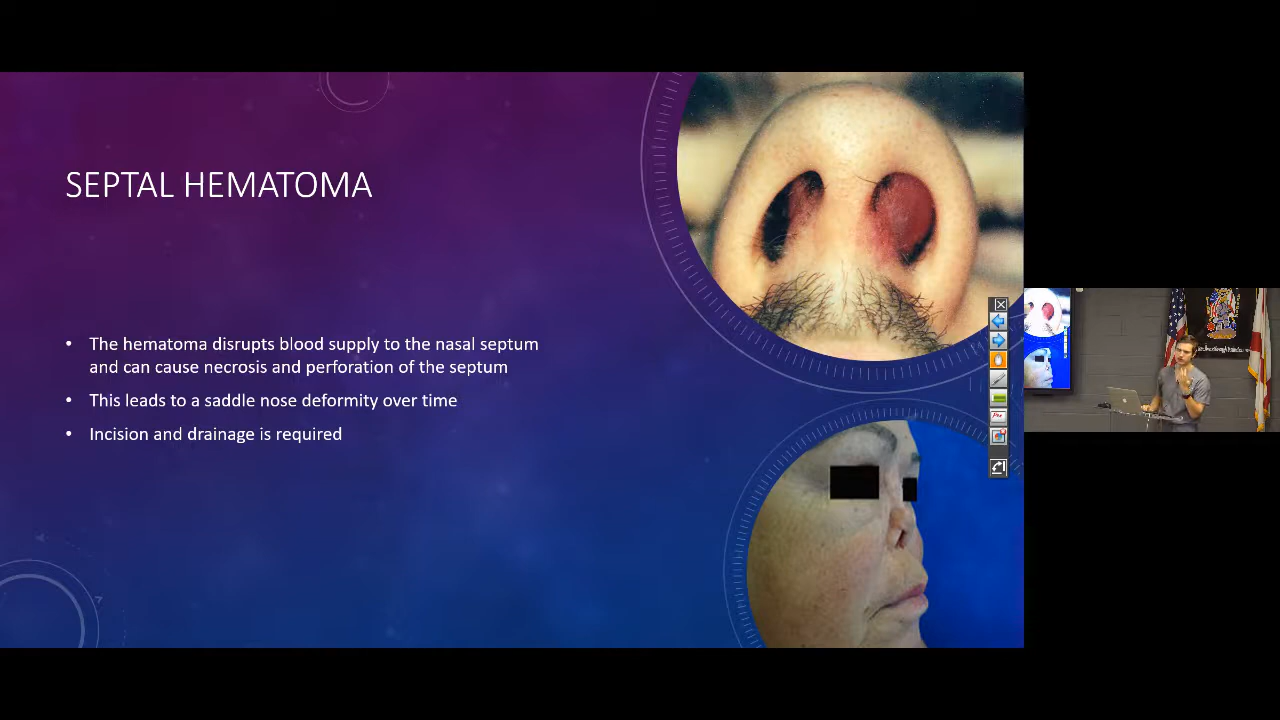 SEPTAL HEMATOMA
• The hematoma disrupts blood supply to the nasal septum
and can cause necrosis and perforation of the septum
• This leads to a saddle nose deformity over time
• Incision and drainage is required